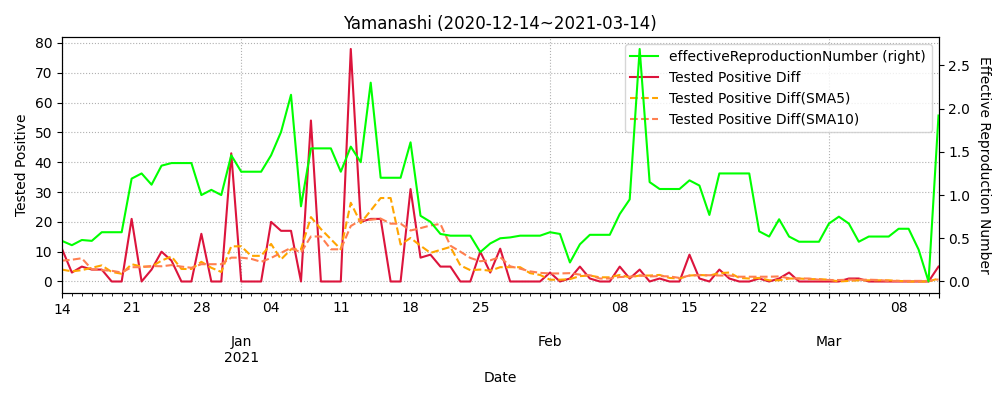 Yamanashi (2020-12-14~2021-03-14)
effectiveReproductionNumber (right)
Tested Positive Diff
Tested Positive Diff(SMA5)
Tested Positive Diff(SMA10)
Tested Positive
80
70
60
50
40
30
20
10
0
Effective Reproduction Number
2.5
2.0
1.5
1.0
0.5
0.0
14 21 28 04 11 18 25 08 15 22 08
Jan Feb Mar
2021
Date